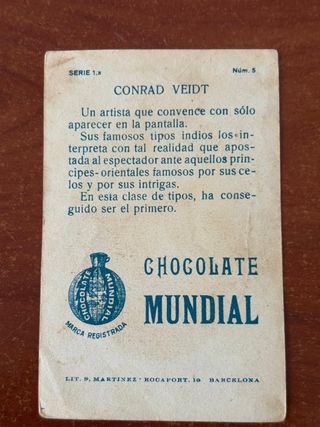 SERIE 1.a Núm. 5
CONRAD VEIDT
Un artista que convence con sólo
aparecer en la pantalla.
Sus famosos tipos indios los in-
terpreta con tal realidad que apos-
tada al espectador ante aquellos prin-
cipes-orientales famosos por sus ce-
los y por sus intrigas.
En esta clase de tipos, ha conse-
guido ser el primero.
CHOCOLATE
MUNDIAL
CHOCOLATE
MUNDIAL
MARCA REGISTRADA
LIT. S. MARTINEZ - ROCAFORT, 19 BARCELONA